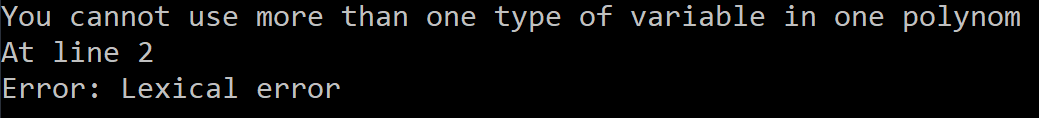 You cannot use more than one type of variable in one polynom
At line 2
Error: Lexical error